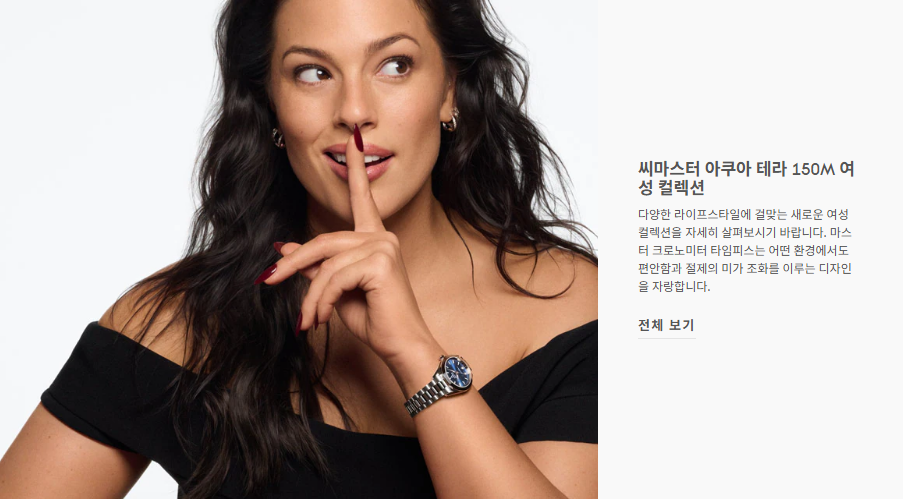 씨마스터 아쿠아 테라 150M 여
성 컬렉션
다양한 라이프스타일에 걸맞는 새로운 여성
컬렉션을 자세히 살펴보시기 바랍니다. 마스
터 크로노미터 타임피스는 어떤 환경에서도
편안함과 절제의 미가 조화를 이루는 디자인
을 자랑합니다.
전체 보기